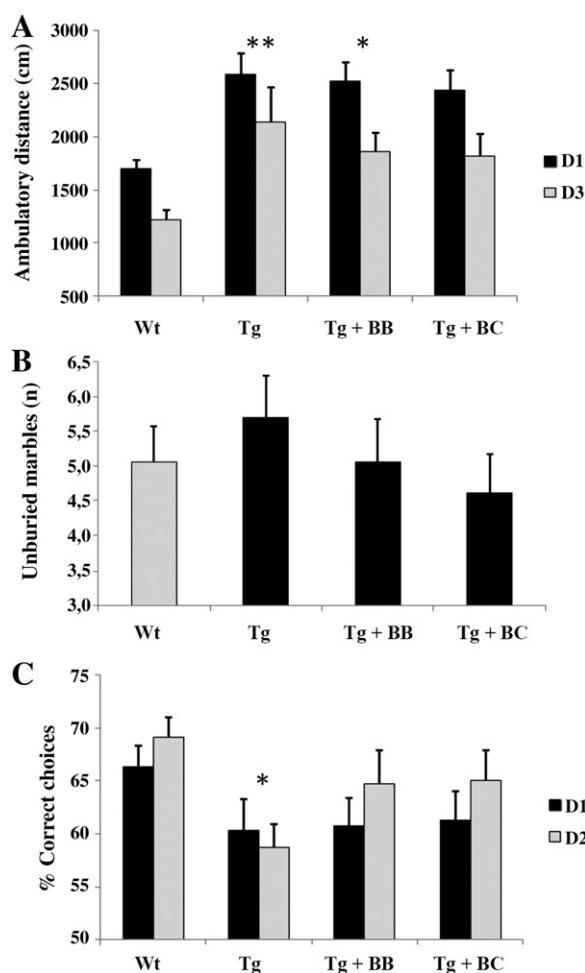 A
Ambulatory distance (cm)
3000
2500
2000
1500
1000
500
**
*
D1
D3
Wt
Tg
Tg + BB
Tg + BC
B
Unburied marbles (n)
6,5
6,0
5,5
5,0
4,5
4,0
3,5
3,0
Wt
Tg
Tg + BB
Tg + BC
C
% Correct choices
75
70
65
60
55
50
*
D1
D2
Wt
Tg
Tg + BB
Tg + BC